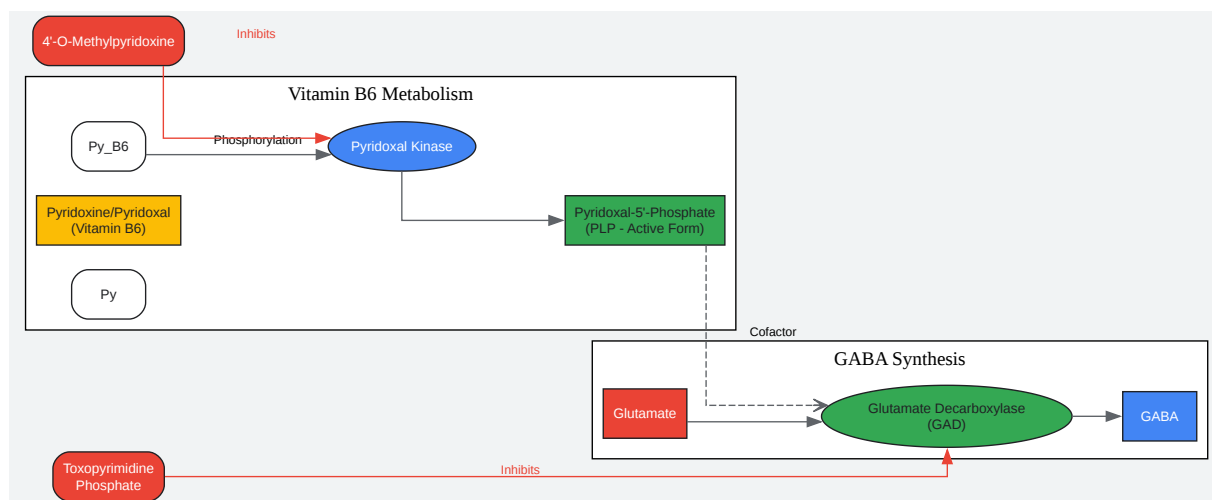 4'-O-Methylpyridoxine
Inhibits
Vitamin B6 Metabolism
Py_B6
Phosphorylation
Pyridoxal Kinase
Pyridoxine/Pyridoxal
(Vitamin B6)
Pyridoxal-5'-Phosphate
(PLP - Active Form)
Py
Cofactor
GABA Synthesis
Glutamate
Glutamate Decarboxylase
(GAD)
GABA
Toxopyrimidine
Phosphate
Inhibits